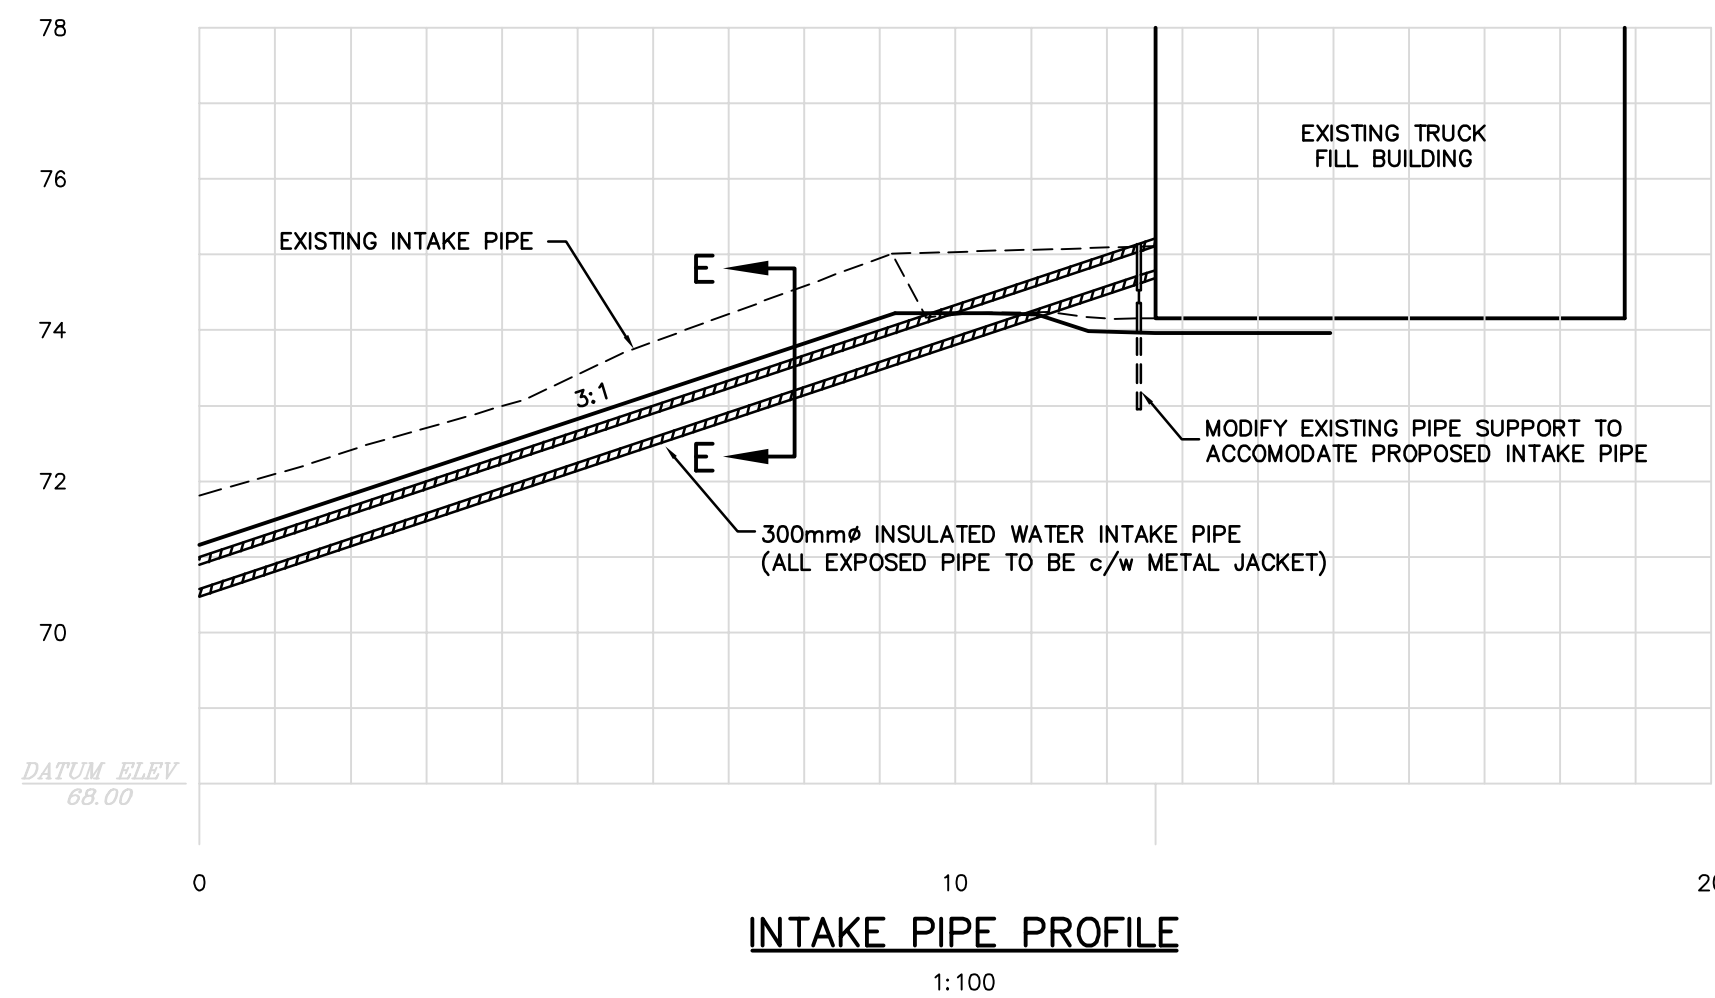 78
EXISTING TRUCK
FILL BUILDING
76
EXISTING INTAKE PIPE
E
74
3:1
MODIFY EXISTING PIPE SUPPORT TO
ACCOMODATE PROPOSED INTAKE PIPE
E
72
300mmø INSULATED WATER INTAKE PIPE
(ALL EXPOSED PIPE TO BE c/w METAL JACKET)
70
DATUM ELEV
68.00
0
10
20
INTAKE PIPE PROFILE
1:100